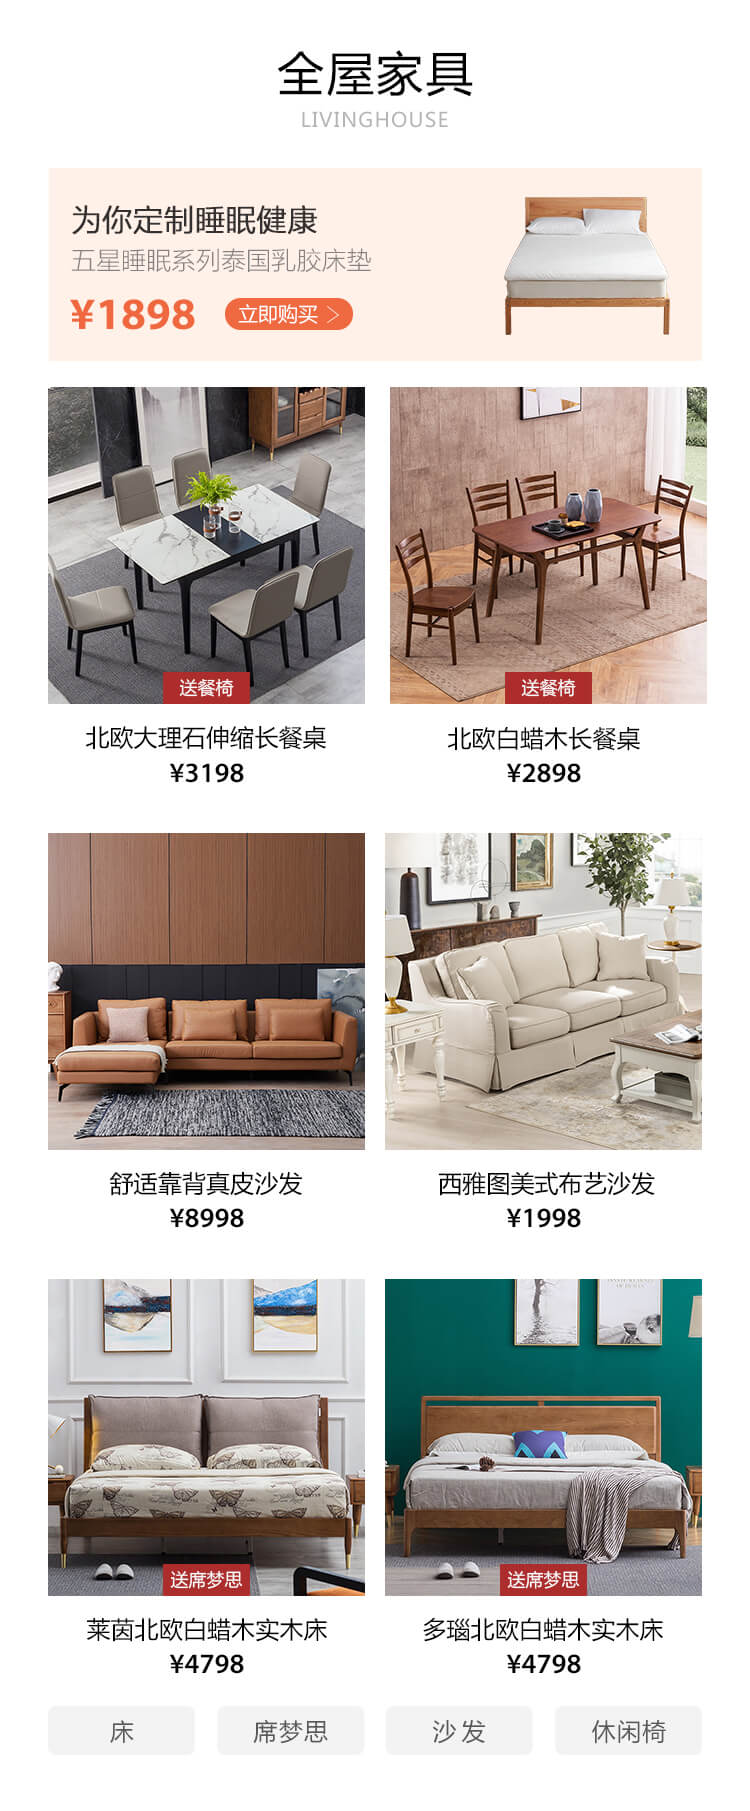 全屋家具
LIVINGHOUSE
为你定制睡眠健康
五星睡眠系列泰国乳胶床垫
¥1898 立即购买 >
送餐椅
送餐椅
北欧大理石伸缩长餐桌
¥3198
北欧白蜡木长餐桌
¥2898
舒适靠背真皮沙发
¥8998
西雅图美式布艺沙发
¥1998
送席梦思
送席梦思
莱茵北欧白蜡木实木床
¥4798
多瑙北欧白蜡木实木床
¥4798
床
席梦思
沙发
休闲椅